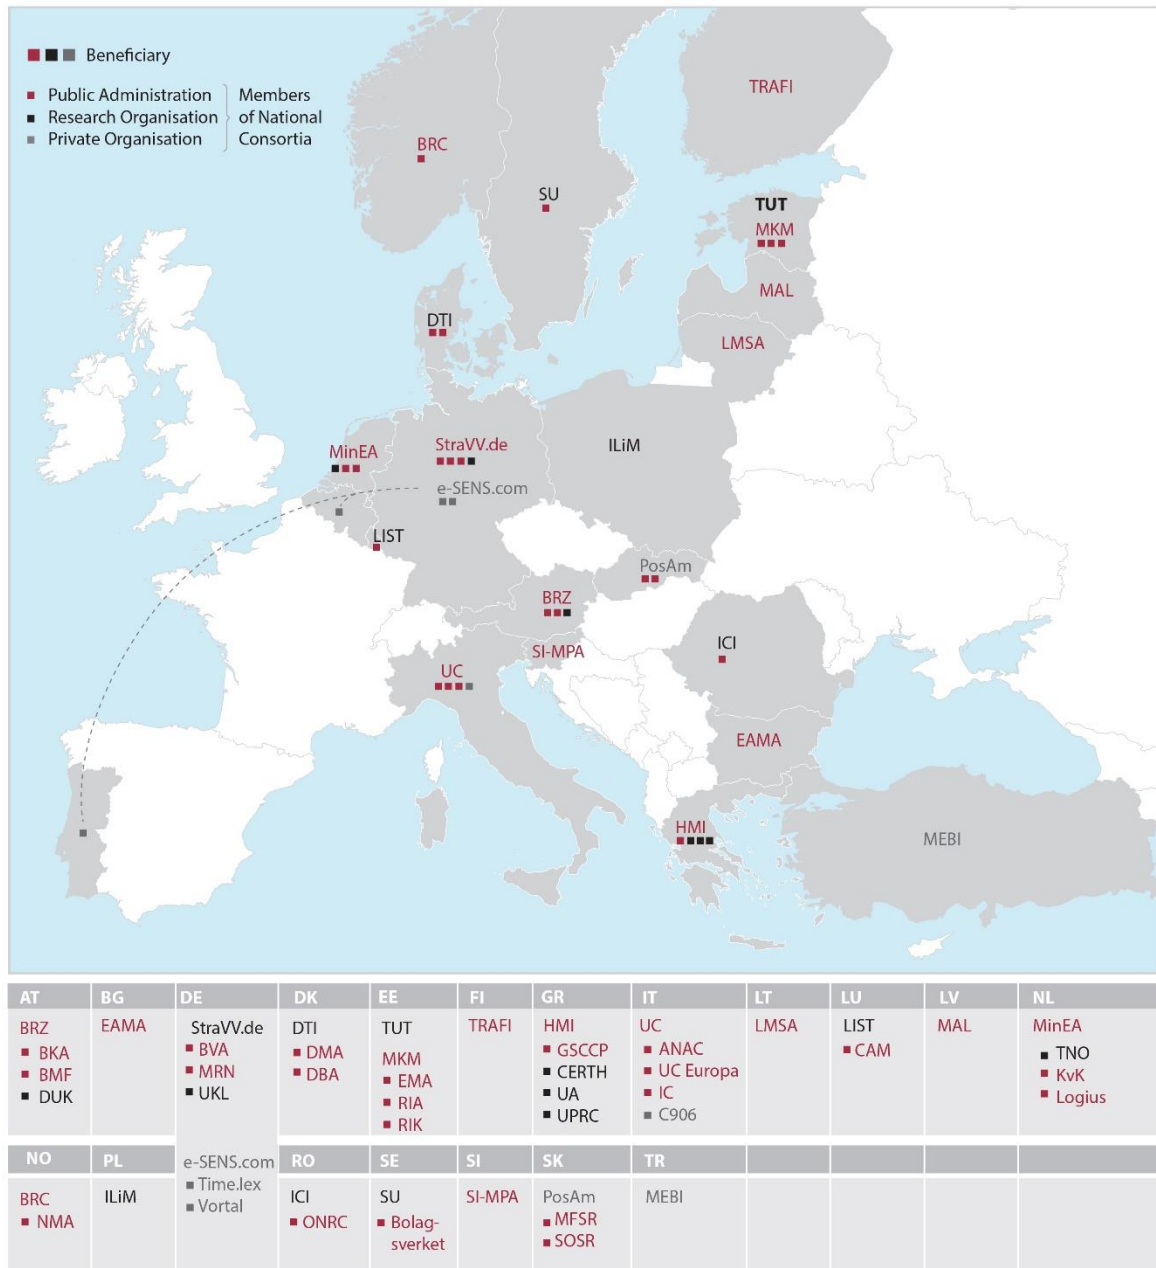 Beneficiary
Public Administration
Research Organisation
Private Organisation
Members
of National
Consortia
TRAFI
BRC
SU
TUT
MKM
MAL
DTI
LMSA
MinEA
StraVV.de
ILiM
e-SENS.com
LIST
PosAm
BRZ
ICI
SI-MPA
UC
EAMA
HMI
MEBI
AT BG DE DK EE FI GR IT LT LU LV NL
BRZ
BKA
BMF
DUK
EAMA
StraVV.de
BVA
MRN
UKL
e-SENS.com
Time.lex
Vortal
DTI
DMA
DBA
TUT
MKM
EMA
RIA
RIK
TRAFI
HMI
GSCCP
CERTH
UA
UPRC
UC
ANAC
UC Europa
IC
C906
LMSA
LIST
CAM
MAL
MinEA
TNO
KvK
Logius
NO PL RO SE SI SK TR
BRC
NMA
ILiM
ICI
ONRC
SU
Bolag-
sverket
SI-MPA
PosAm
MFSR
SOSR
MEBI